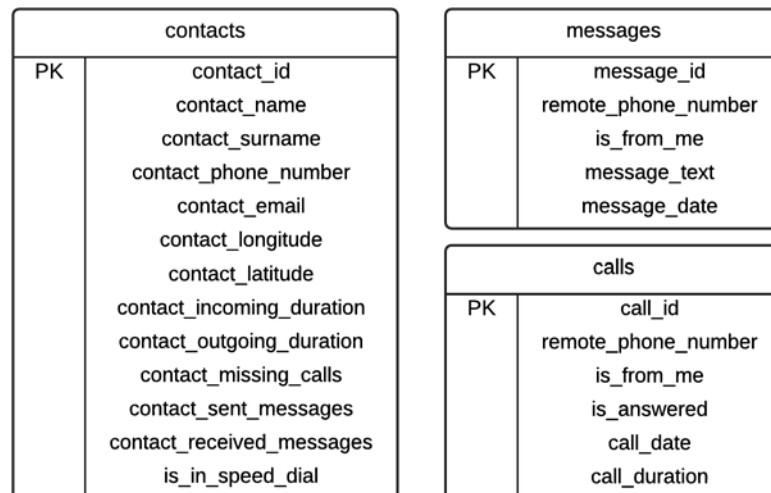 contacts
PK contact_id
contact_name
contact_surname
contact_phone_number
contact_email
contact_longitude
contact_latitude
contact_incoming_duration
contact_outgoing_duration
contact_missing_calls
contact_sent_messages
contact_received_messages
is_in_speed_dial
messages
PK message_id
remote_phone_number
is_from_me
message_text
message_date
calls
PK call_id
remote_phone_number
is_from_me
is_answered
call_date
call_duration